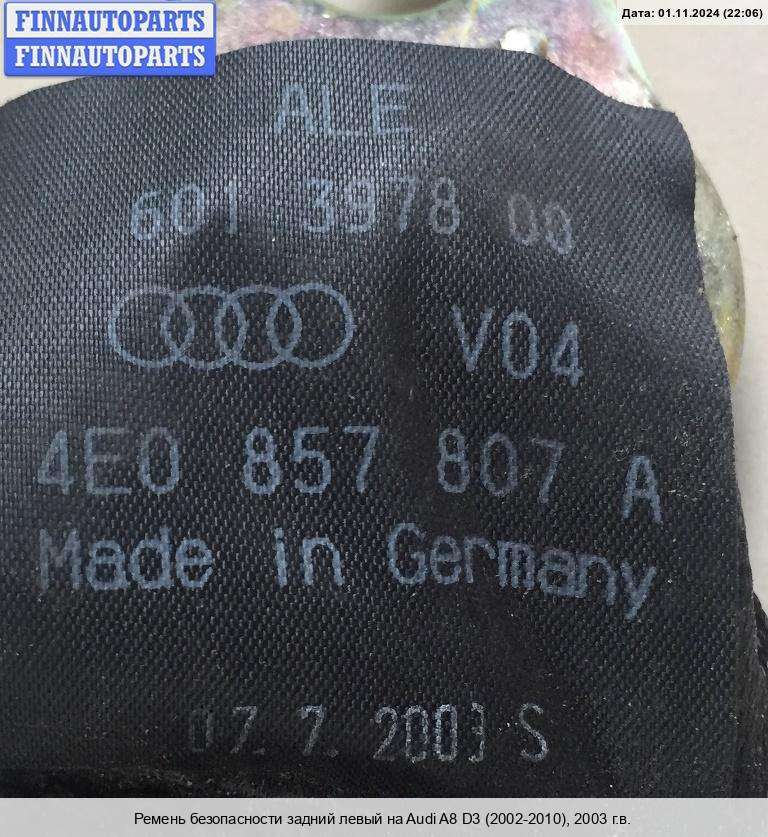 FINNAUTOPARTS
FINNAUTOPARTS
Дата: 01.11.2024 (22:06)
ALE
601 3978 00
V04
4E0 857 807 A
Made in Germany
07. 7. 2003 S
Ремень безопасности задний левый на Audi A8 D3 (2002-2010), 2003 г.в.